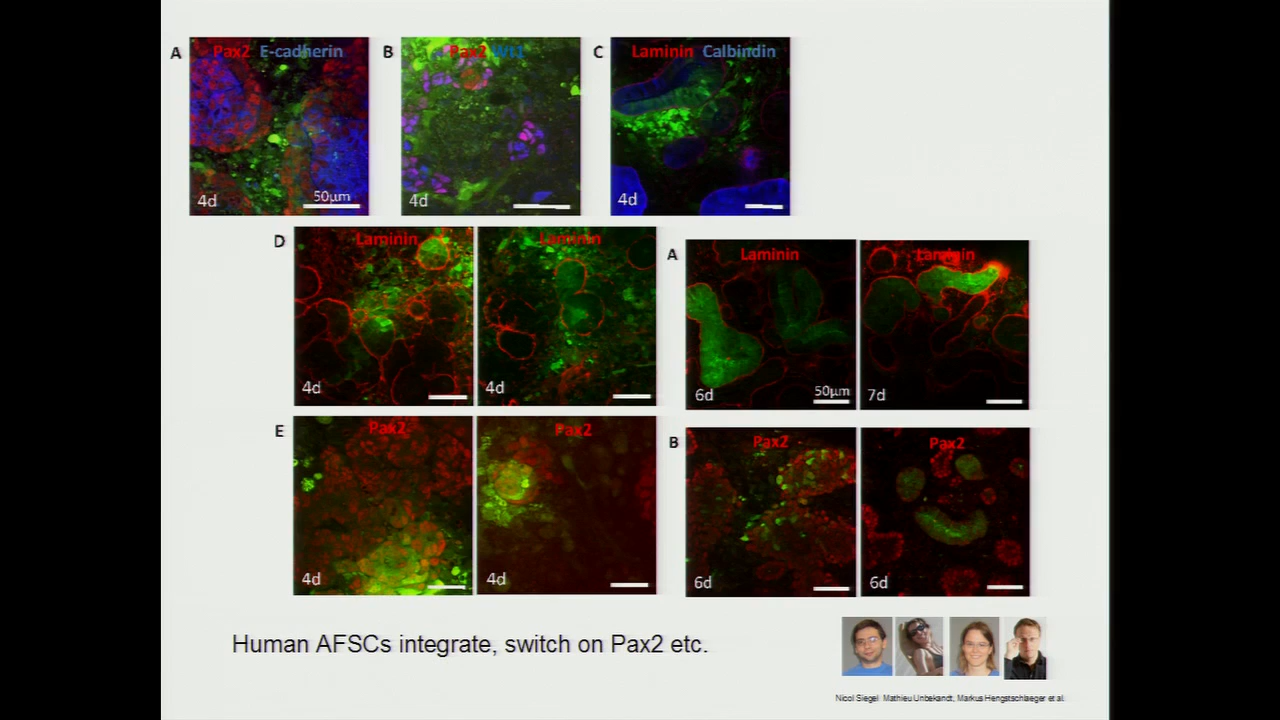 A Pax2 E-cadherin
4d 50μm
B Pax2 Wt1
4d
C Laminin Calbindin
4d
D Laminin
4d
Laminin
4d
A Laminin
6d 50μm
Laminin
7d
E Pax2
4d
Pax2
4d
B Pax2
6d
Pax2
6d
Human AFSCs integrate, switch on Pax2 etc.
Nicol Siegel Mathieu Unbekandt, Markus Hengstschlaeger et al.